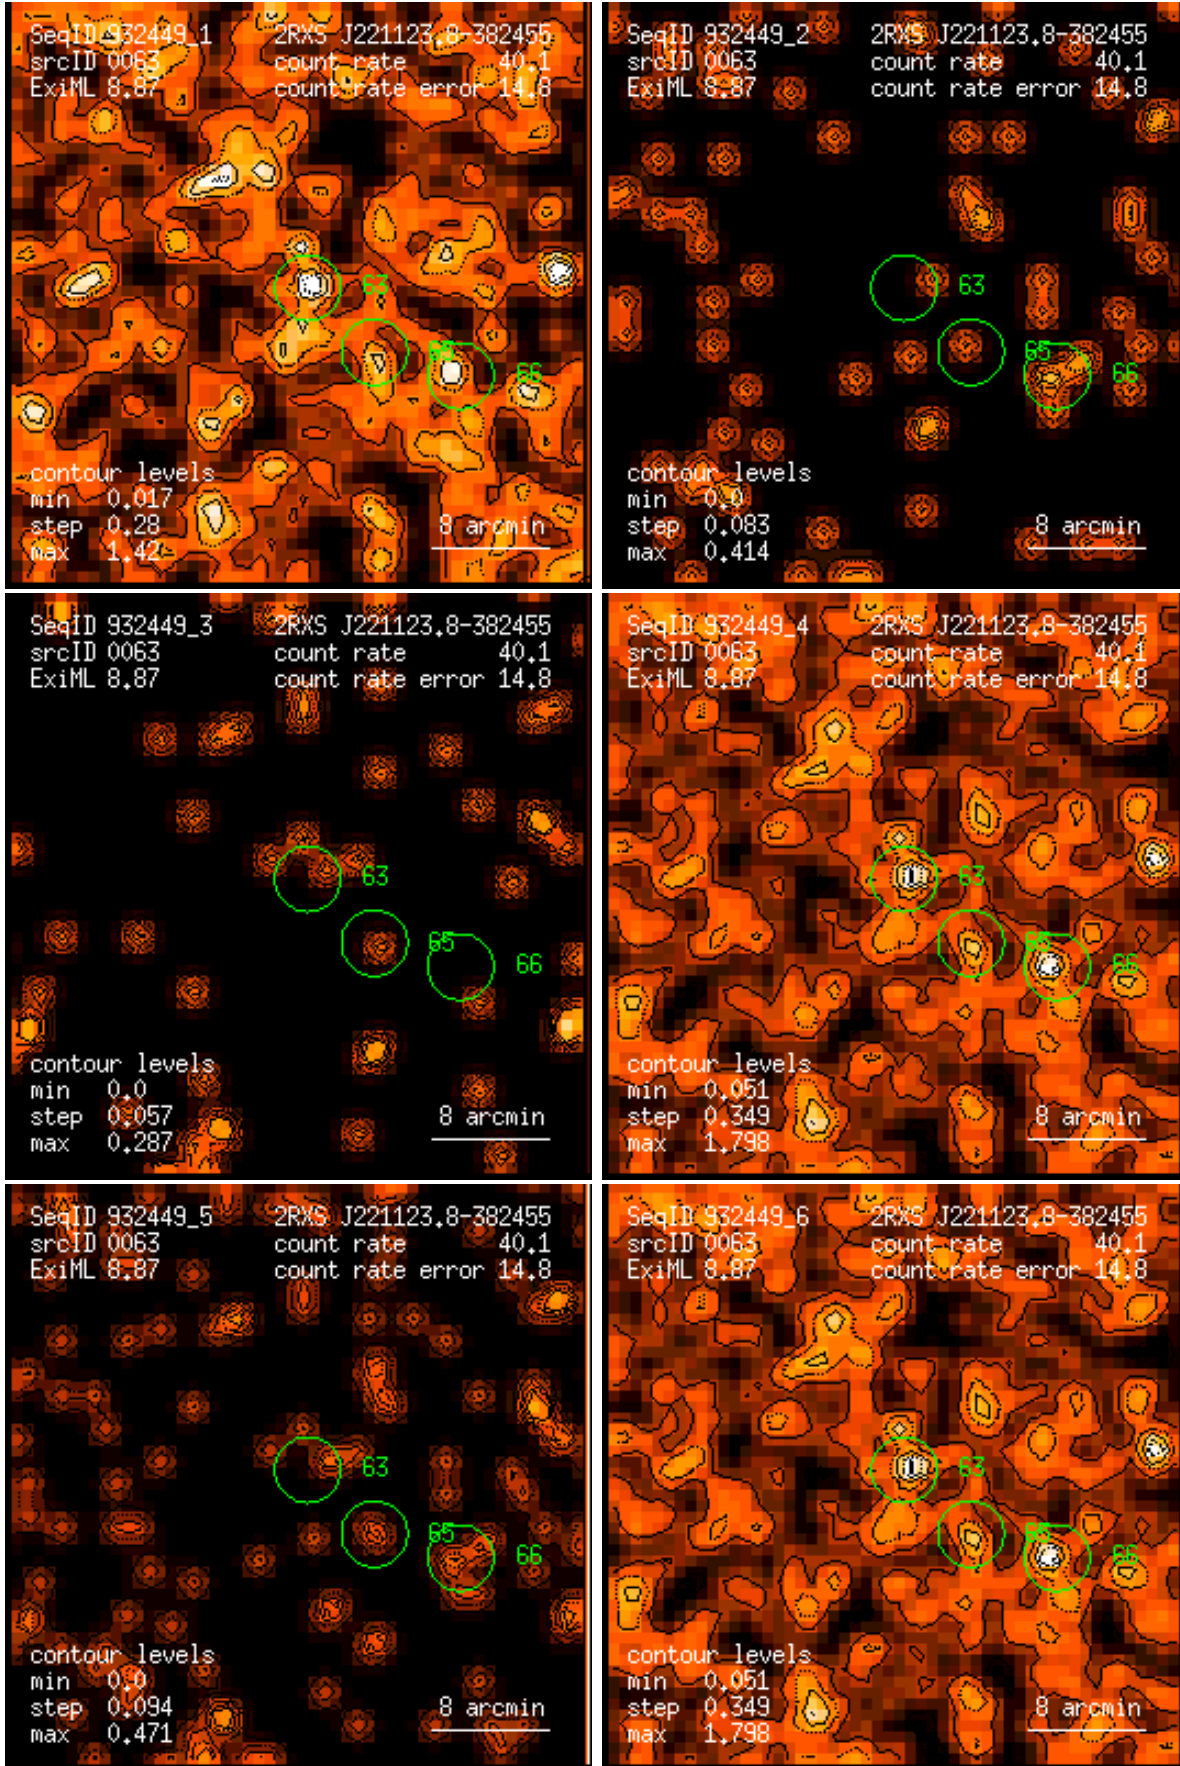 SeqID 932449_1 2RXS J221123.8-382455
srcID 0063 count rate 40.1
ExiML 8.87 count rate error 14.8
63
65
66
contour levels
min 0.017
step 0.28 8 arcmin
max 1.42
SeqID 932449_2 2RXS J221123.8-382455
srcID 0063 count rate 40.1
ExiML 8.87 count rate error 14.8
63
65
66
contour levels
min 0.0
step 0.083 8 arcmin
max 0.414
SeqID 932449_3 2RXS J221123.8-382455
srcID 0063 count rate 40.1
ExiML 8.87 count rate error 14.8
63
65
66
contour levels
min 0.0
step 0.057 8 arcmin
max 0.287
SeqID 932449_4 2RXS J221123.8-382455
srcID 0063 count rate 40.1
ExiML 8.87 count rate error 14.8
63
65
66
contour levels
min 0.051
step 0.349 8 arcmin
max 1.798
SeqID 932449_5 2RXS J221123.8-382455
srcID 0063 count rate 40.1
ExiML 8.87 count rate error 14.8
63
65
66
contour levels
min 0.0
step 0.094 8 arcmin
max 0.471
SeqID 932449_6 2RXS J221123.8-382455
srcID 0063 count rate 40.1
ExiML 8.87 count rate error 14.8
63
65
66
contour levels
min 0.051
step 0.349 8 arcmin
max 1.798